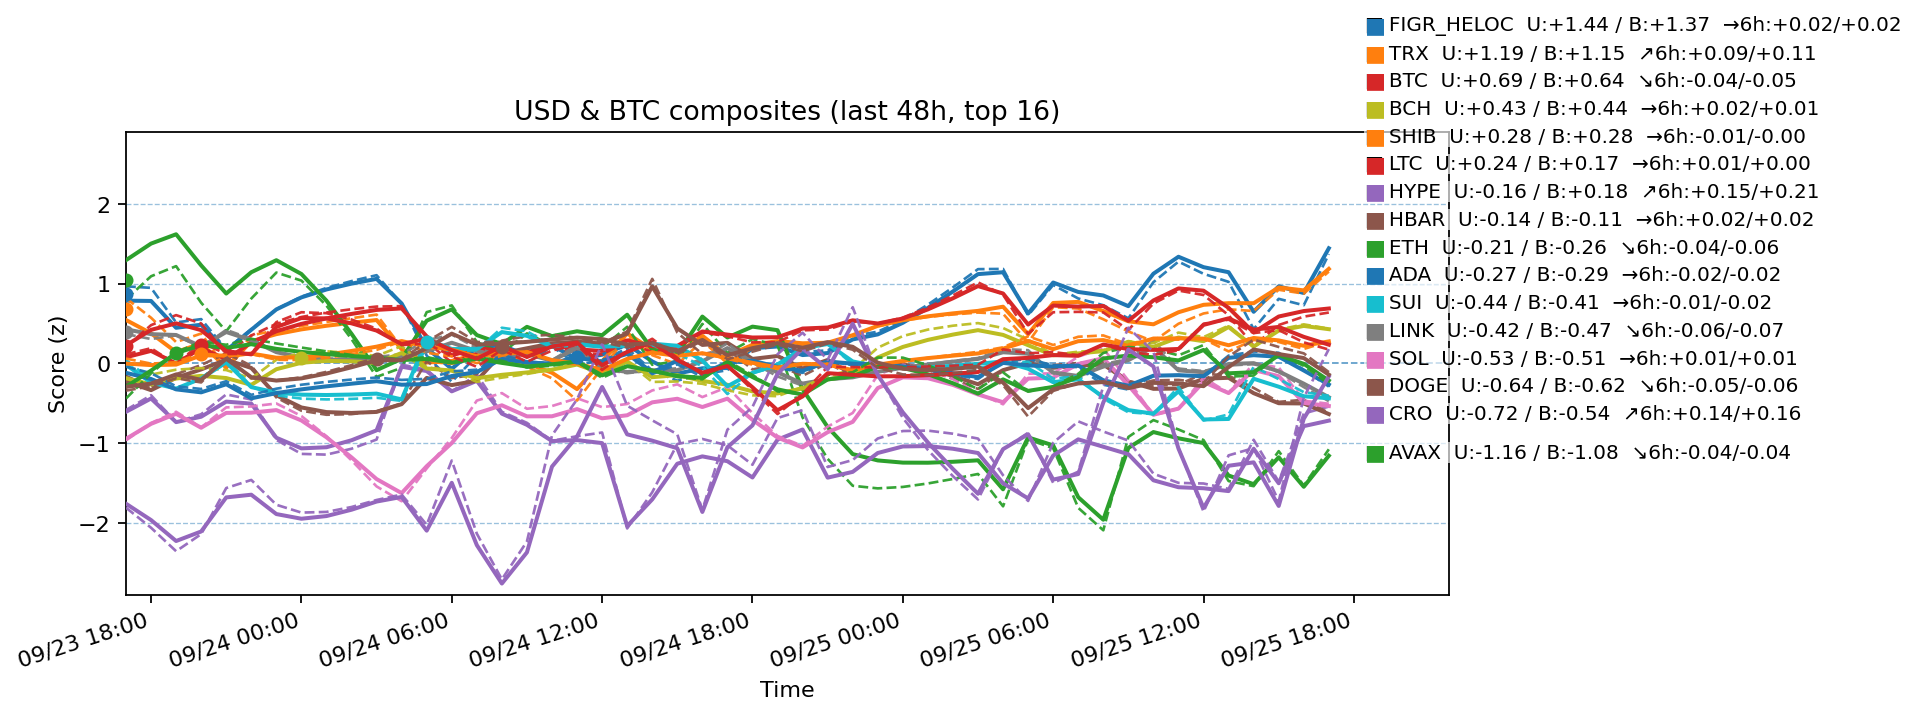 FIGR_HELOC U:+1.44 / B:+1.37 →6h:+0.02/+0.02
TRX U:+1.19 / B:+1.15 ↗6h:+0.09/+0.11
BTC U:+0.69 / B:+0.64 ↘6h:-0.04/-0.05
BCH U:+0.43 / B:+0.44 →6h:+0.02/+0.01
SHIB U:+0.28 / B:+0.28 →6h:-0.01/-0.00
LTC U:+0.24 / B:+0.17 →6h:+0.01/+0.00
HYPE U:-0.16 / B:+0.18 ↗6h:+0.15/+0.21
HBAR U:-0.14 / B:-0.11 →6h:+0.02/+0.02
ETH U:-0.21 / B:-0.26 ↘6h:-0.04/-0.06
ADA U:-0.27 / B:-0.29 →6h:-0.02/-0.02
SUI U:-0.44 / B:-0.41 →6h:-0.01/-0.02
LINK U:-0.42 / B:-0.47 ↘6h:-0.06/-0.07
SOL U:-0.53 / B:-0.51 →6h:+0.01/+0.01
DOGE U:-0.64 / B:-0.62 ↘6h:-0.05/-0.06
CRO U:-0.72 / B:-0.54 ↗6h:+0.14/+0.16
AVAX U:-1.16 / B:-1.08 ↘6h:-0.04/-0.04
USD & BTC composites (last 48h, top 16)
Score (z)
2
1
0
−1
−2
09/23 18:00
09/24 00:00
09/24 06:00
09/24 12:00
09/24 18:00
09/25 00:00
09/25 06:00
09/25 12:00
09/25 18:00
Time